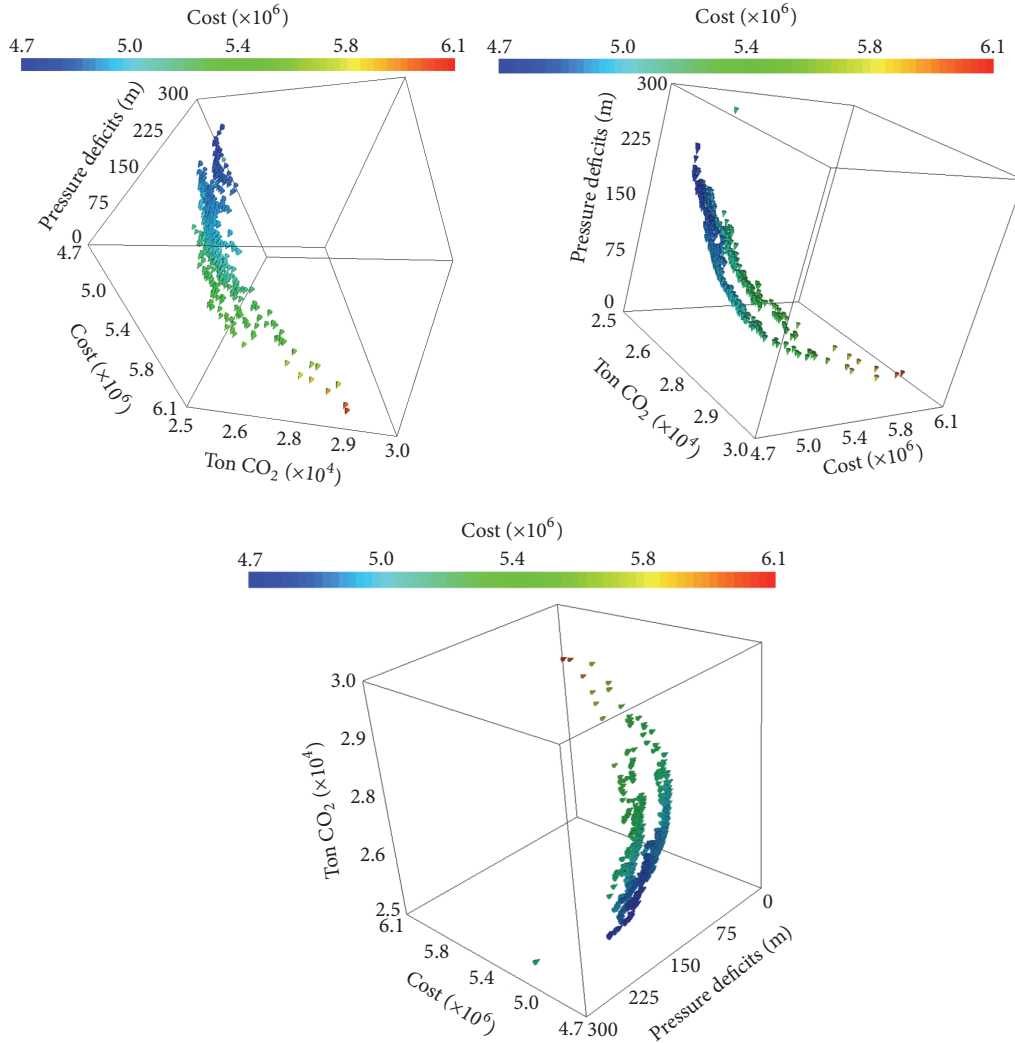 Cost (×10⁶)
4.7 5.0 5.4 5.8 6.1
300
225
150
75
0
Pressure deficits (m)
4.7
5.0
5.4
5.8
6.1
Cost (×10⁶)
2.5 2.6 2.8 2.9 3.0
Ton CO₂ (×10⁴)
Cost (×10⁶)
4.7 5.0 5.4 5.8 6.1
300
225
150
75
0
Pressure deficits (m)
2.5
2.6
2.8
2.9
3.0
Ton CO₂ (×10⁴)
4.7 5.0 5.4 5.8 6.1
Cost (×10⁶)
Cost (×10⁶)
4.7 5.0 5.4 5.8 6.1
3.0
2.9
2.8
2.6
2.5
Ton CO₂ (×10⁴)
6.1
5.8
5.4
5.0
4.7
Cost (×10⁶)
300
225
150
75
0
Pressure deficits (m)